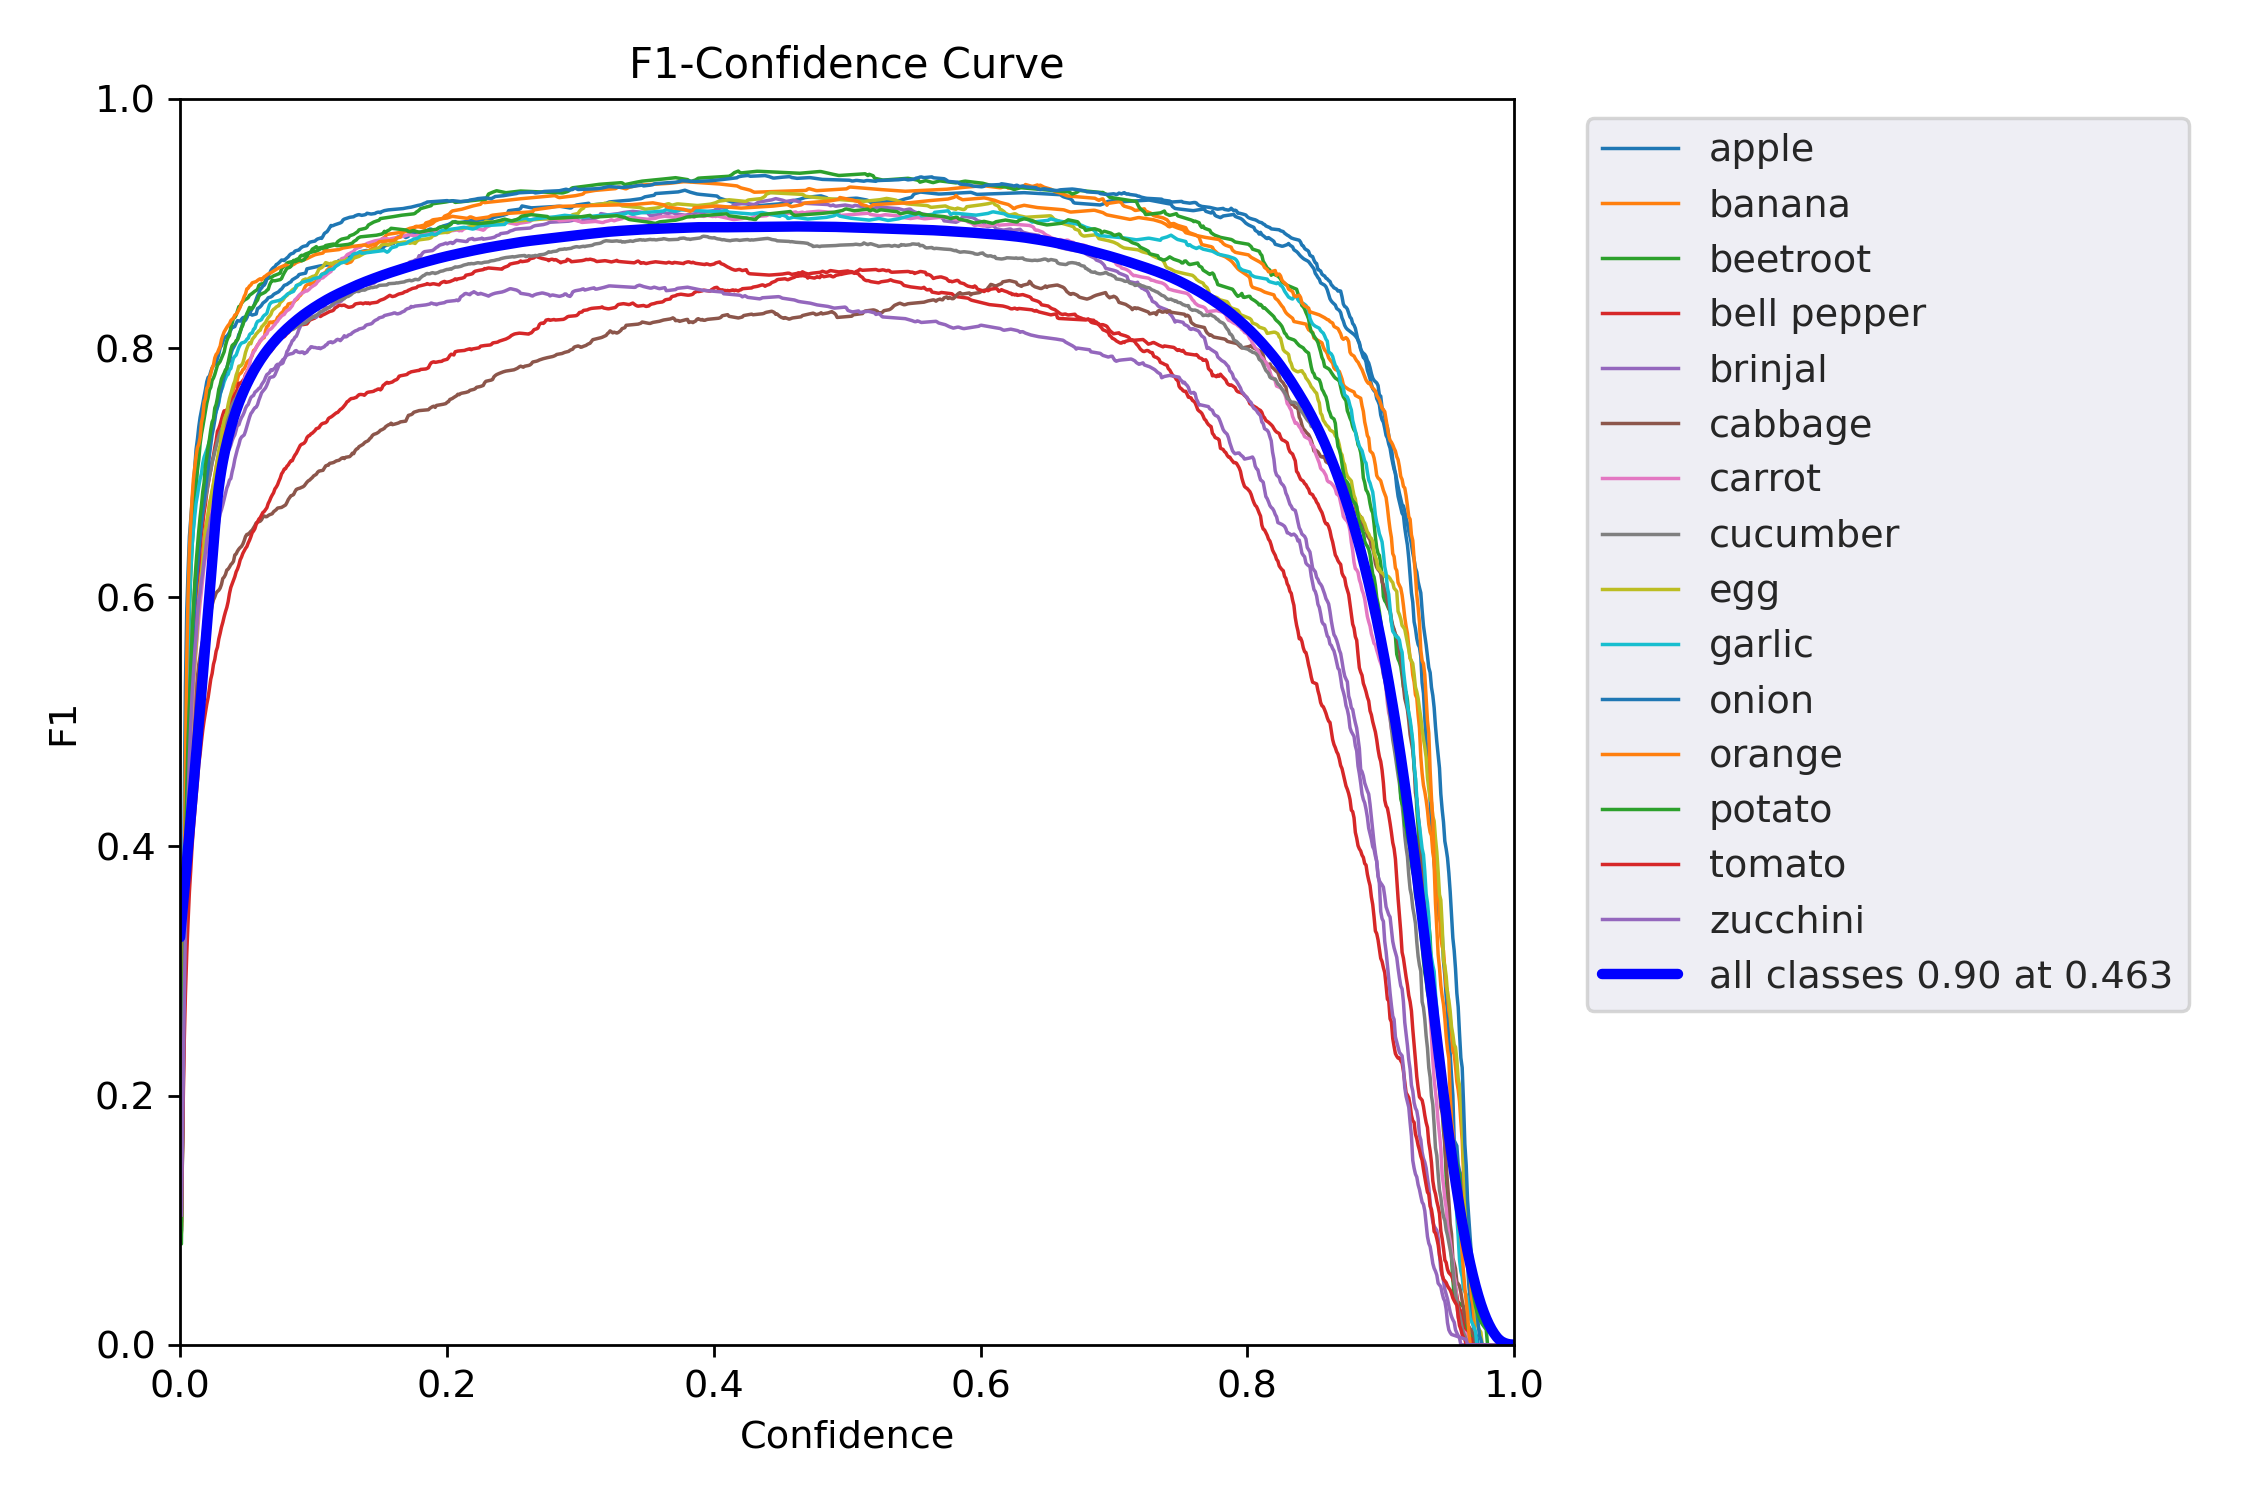 F1-Confidence Curve
1.0
0.8
0.6
0.4
0.2
0.0
F1
0.0 0.2 0.4 0.6 0.8 1.0
Confidence
apple
banana
beetroot
bell pepper
brinjal
cabbage
carrot
cucumber
egg
garlic
onion
orange
potato
tomato
zucchini
all classes 0.90 at 0.463